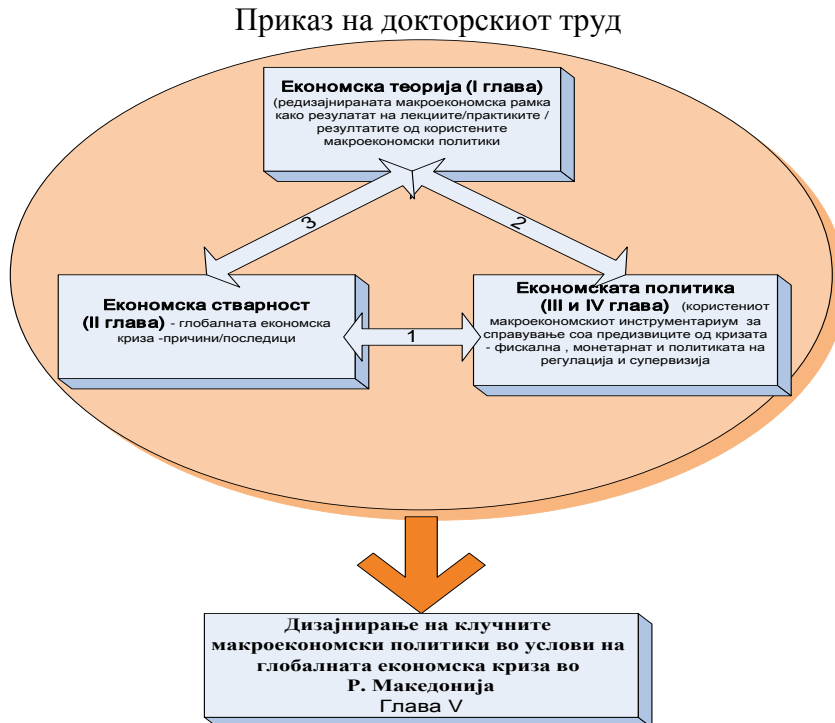 Приказ на докторскиот труд
Економска теорија (I глава)
(редизајнираната макроекономска рамка
како резулатат на лекциите/практиките /
резултатите од користените
макроекономски политики
3
2
Економска стварност
(II глава) - глобалната економска
криза -причини/последици
1
Економската политика
(III и IV глава) (користениот
макроекономскиот инструментариум за
справување соа предизвиците од кризата
- фискална , монетарнат и политиката на
регулација и супервизија
Дизајнирање на клучните
макроекономски политики во услови на
глобалната економска криза во
Р. Македонија
Глава V